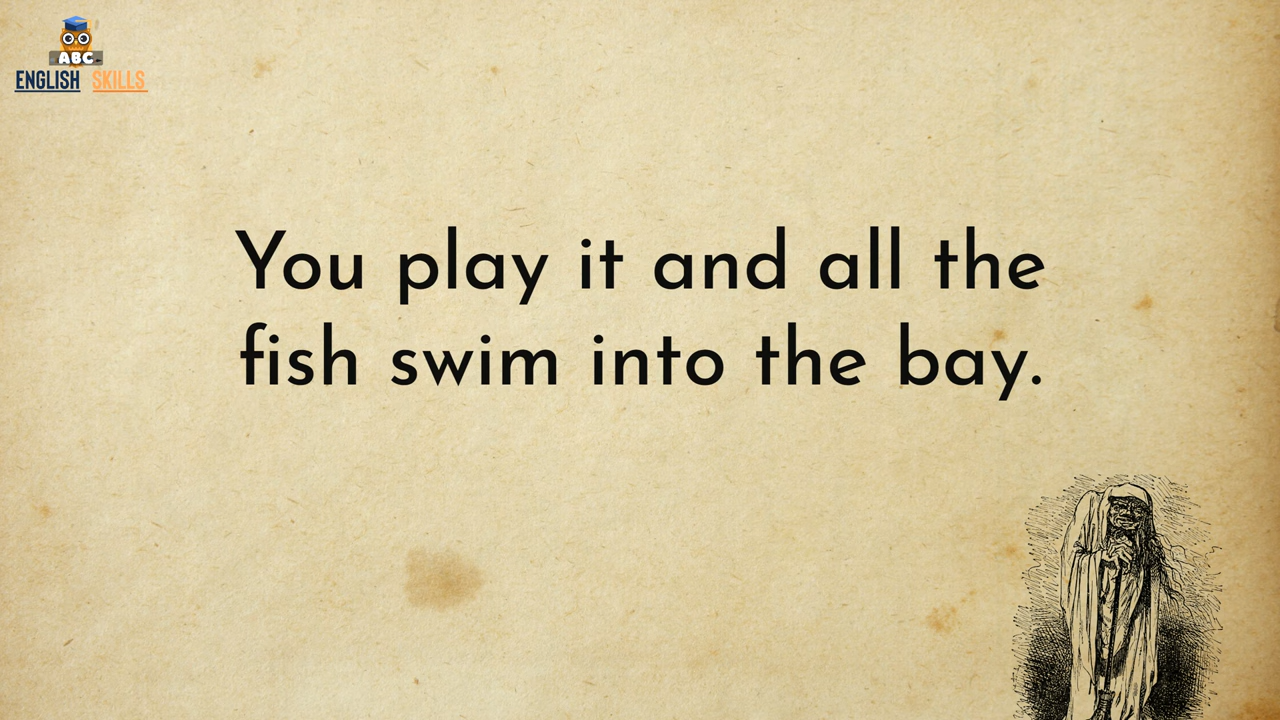 ABC
ENGLISH SKILLS
You play it and all the
fish swim into the bay.